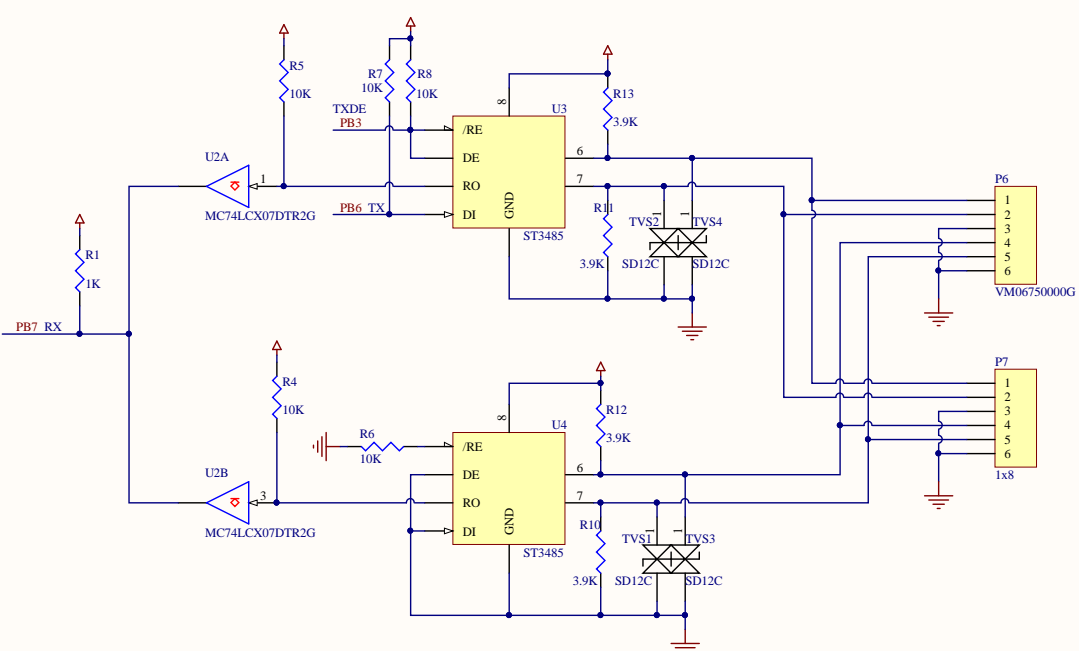 R5
10K
R7
10K
R8
10K
TXDE
PB3
U3
8
/RE
DE
RO
DI
GND
6
7
ST3485
R13
3.9K
U2A
1
MC74LCX07DTR2G
PB6 TX
R11
3.9K
TVS2
1
1
TVS4
SD12C
SD12C
P6
1
2
3
4
5
6
VM06750000G
R1
1K
PB7 RX
R4
10K
R6
10K
U4
8
/RE
DE
RO
DI
GND
6
7
ST3485
R12
3.9K
U2B
3
MC74LCX07DTR2G
R10
3.9K
TVS1
1
1
TVS3
SD12C
SD12C
P7
1
2
3
4
5
6
1x8